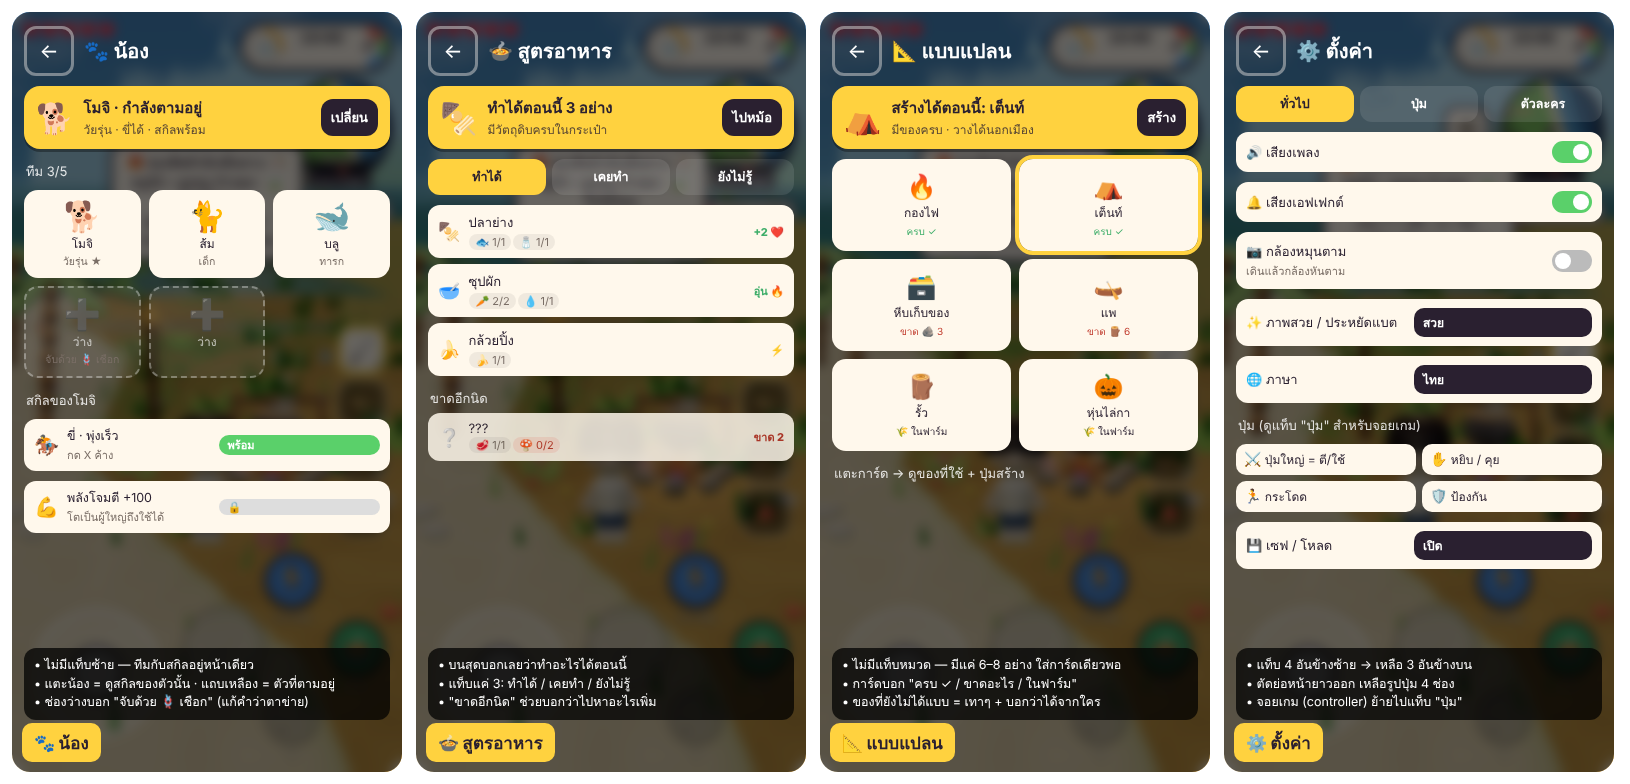 ← 🐾 น้อง
โมจิ · กำลังตามอยู่
วัยรุ่น · ขี่ได้ · สกิลพร้อม
เปลี่ยน
ทีม 3/5
โมจิ
วัยรุ่น ★
ส้ม
เด็ก
บลู
ทารก
ว่าง
จับด้วย 🪢 เชือก
ว่าง
สกิลของโมจิ
ขี่ · พุ่งเร็ว
กด X ค้าง
พร้อม
พลังโจมตี +100
โตเป็นผู้ใหญ่ถึงใช้ได้
• ไม่มีแท็บซ้าย — ทีมกับสกิลอยู่หน้าเดียว
• แตะน้อง = ดูสกิลของตัวนั้น · แถบเหลือง = ตัวที่ตามอยู่
• ช่องว่างบอก "จับด้วย 🪢 เชือก" (แก้คำว่าตาข่าย)
🐾 น้อง
← 🍲 สูตรอาหาร
ทำได้ตอนนี้ 3 อย่าง
มีวัตถุดิบครบในกระเป๋า
ไปหม้อ
ทำได้
เคยทำ
ยังไม่รู้
ปลาย่าง
🐟 1/1 🧂 1/1
+2 ❤️
ซุปผัก
🥕 2/2 💧 1/1
อุ่น 🔥
กล้วยปิ้ง
🍌 1/1
⚡
ขาดอีกนิด
???
🥩 1/1 🍄 0/2
ขาด 2
• บนสุดบอกเลยว่าทำอะไรได้ตอนนี้
• แท็บแค่ 3: ทำได้ / เคยทำ / ยังไม่รู้
• "ขาดอีกนิด" ช่วยบอกว่าไปหาอะไรเพิ่ม
🍲 สูตรอาหาร
← 📐 แบบแปลน
สร้างได้ตอนนี้: เต็นท์
มีของครบ · วางได้นอกเมือง
สร้าง
กองไฟ
ครบ ✓
เต็นท์
ครบ ✓
หีบเก็บของ
ขาด 🪨 3
แพ
ขาด 🪵 6
รั้ว
🌾 ในฟาร์ม
หุ่นไล่กา
🌾 ในฟาร์ม
แตะการ์ด → ดูของที่ใช้ + ปุ่มสร้าง
• ไม่มีแท็บหมวด — มีแค่ 6–8 อย่าง ใส่การ์ดเดียวพอ
• การ์ดบอก "ครบ ✓ / ขาดอะไร / ในฟาร์ม"
• ของที่ยังไม่ได้แบบ = เทาๆ + บอกว่าได้จากใคร
📐 แบบแปลน
← ⚙️ ตั้งค่า
ทั่วไป
ปุ่ม
ตัวละคร
🔊 เสียงเพลง
🔔 เสียงเอฟเฟกต์
📷 กล้องหมุนตาม
เดินแล้วกล้องหันตาม
✨ ภาพสวย / ประหยัดแบต
สวย
🌐 ภาษา
ไทย
ปุ่ม (ดูแท็บ "ปุ่ม" สำหรับจอยเกม)
⚔️ ปุ่มใหญ่ = ตี/ใช้
✋ หยิบ / คุย
🏃 กระโดด
🛡️ ป้องกัน
💾 เซฟ / โหลด
เปิด
• แท็บ 4 อันข้างซ้าย → เหลือ 3 อันข้างบน
• ตัดย่อหน้ายาวออก เหลือรูปปุ่ม 4 ช่อง
• จอยเกม (controller) ย้ายไปแท็บ "ปุ่ม"
⚙️ ตั้งค่า